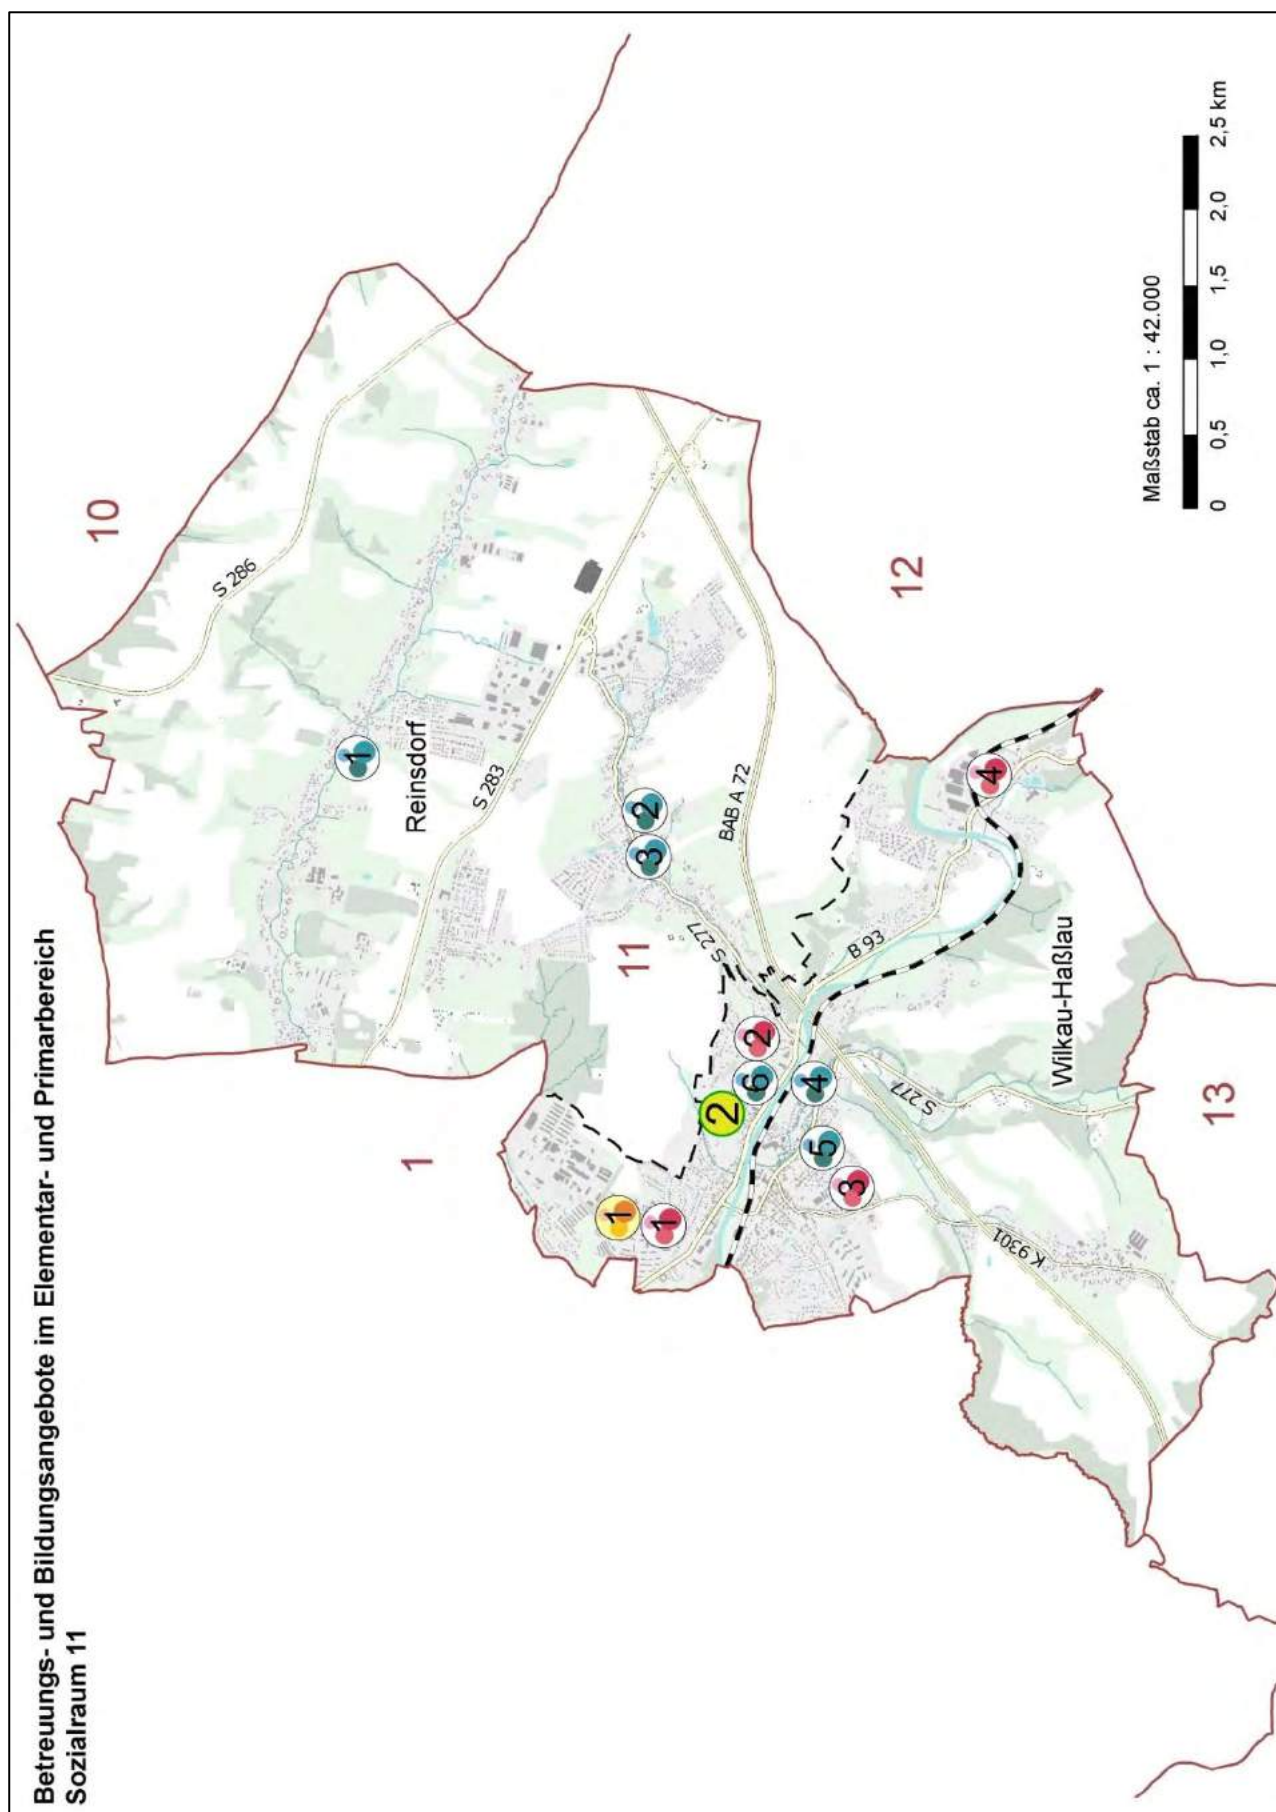 Betreuungs- und Bildungsangebote im Elementar- und Primarbereich
Sozialraum 11
10
S 286
1
Reinsdorf
S 283
1
2
3
11
12
BAB A 72
S 277
1
1
2
2
6
4
5
3
B 93
4
S 277
K 9301
Wilkau-Haßlau
13
Maßstab ca. 1 : 42.000
0 0,5 1,0 1,5 2,0 2,5 km